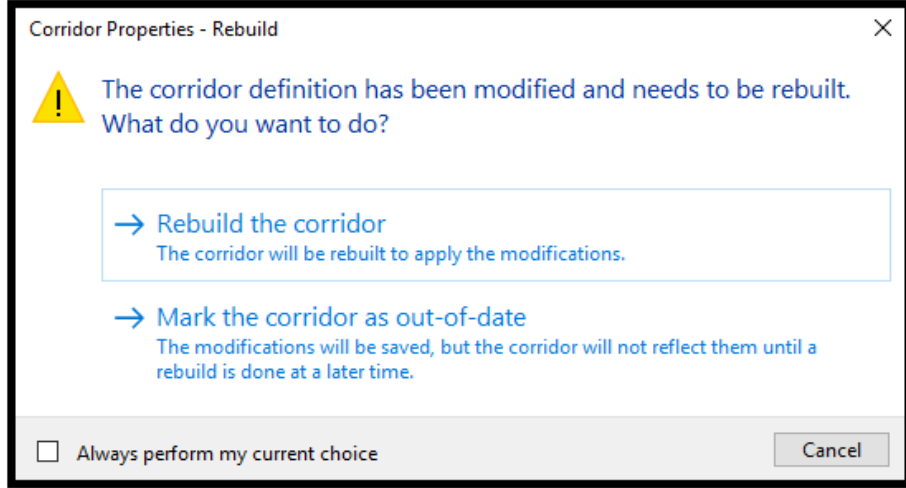 Corridor Properties - Rebuild
The corridor definition has been modified and needs to be rebuilt.
What do you want to do?
Rebuild the corridor
The corridor will be rebuilt to apply the modifications.
Mark the corridor as out-of-date
The modifications will be saved, but the corridor will not reflect them until a
rebuild is done at a later time.
Always perform my current choice
Cancel